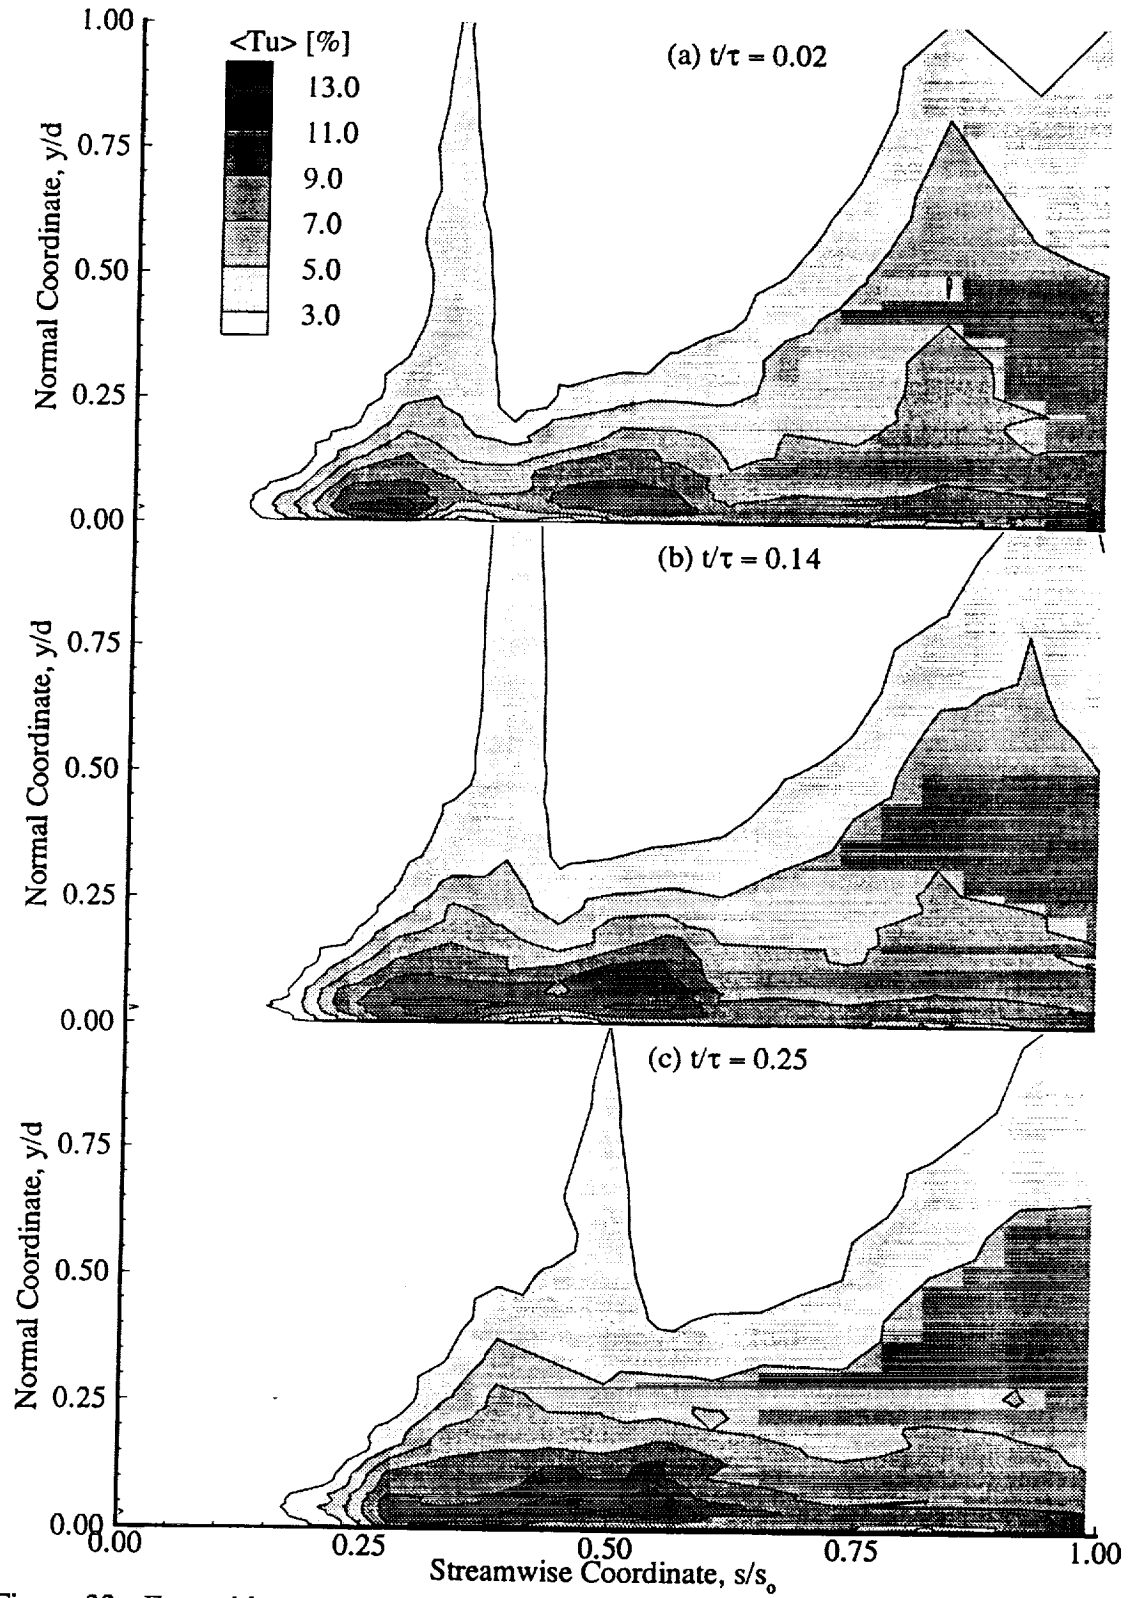 1.00
<Tu> [%]
13.0
11.0
9.0
7.0
5.0
3.0
(a) t/τ = 0.02
0.75
0.50
0.25
0.00
Normal Coordinate, y/d
(b) t/τ = 0.14
0.75
0.50
0.25
0.00
Normal Coordinate, y/d
(c) t/τ = 0.25
0.75
0.50
0.25
0.00
Normal Coordinate, y/d
0.00 0.25 0.50 0.75 1.00
Streamwise Coordinate, s/sₒ